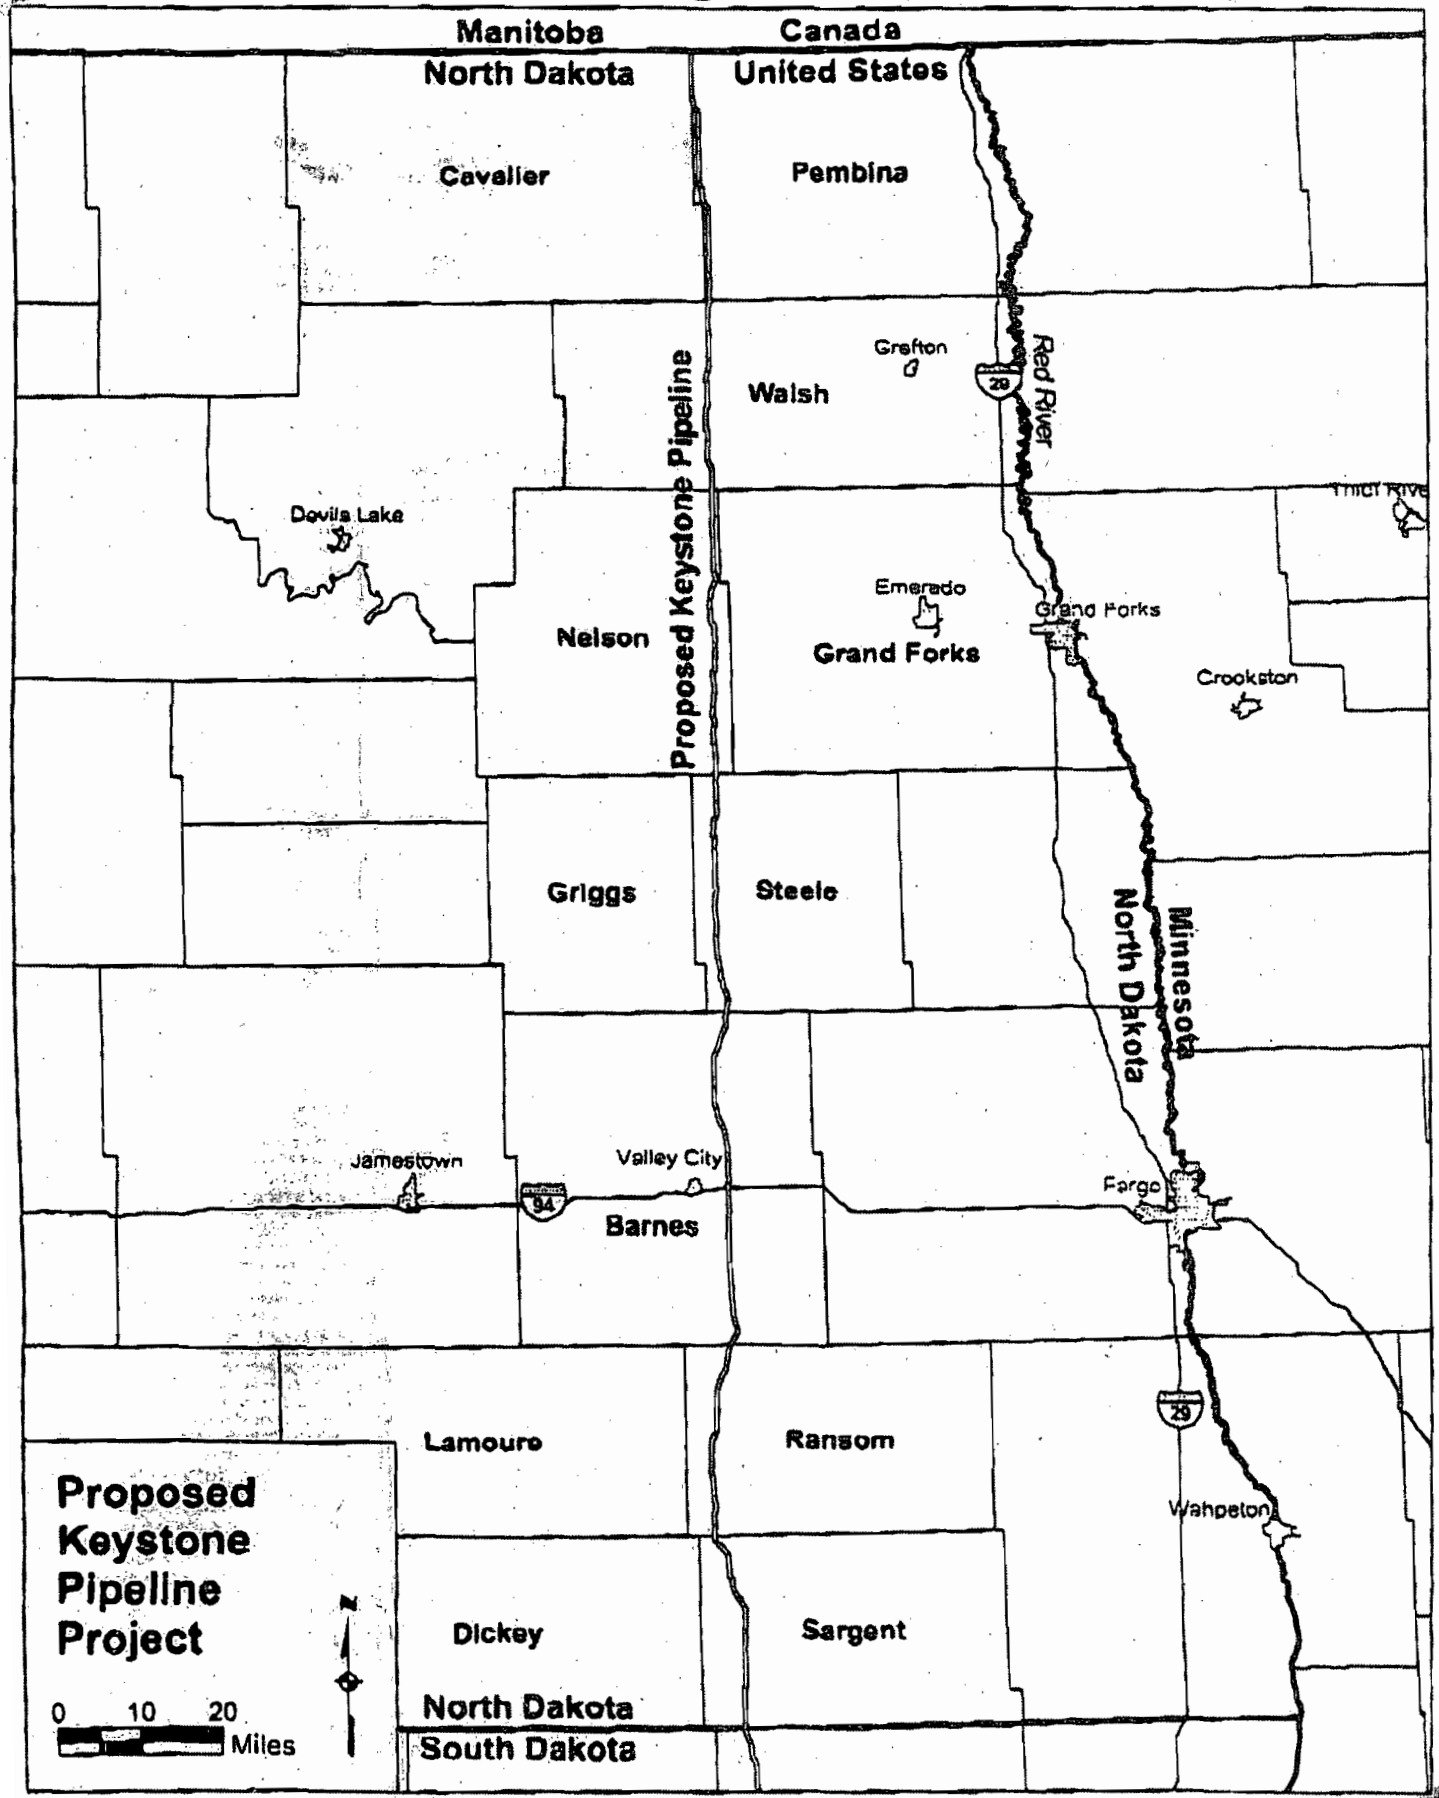 Manitoba Canada
North Dakota United States
Cavalier Pembina
Grafton
29
Red River
Walsh
Proposed Keystone Pipeline
Devils Lake
Emerado
Grand Forks
Nelson
Grand Forks
Crookston
Griggs
Steele
North Dakota
Minnesota
Jamestown
Valley City
94
Fargo
Barnes
29
Lamoure
Ransom
Wahpeton
Proposed
Keystone
Pipeline
Project
N
Dickey
Sargent
0 10 20
Miles
North Dakota
South Dakota